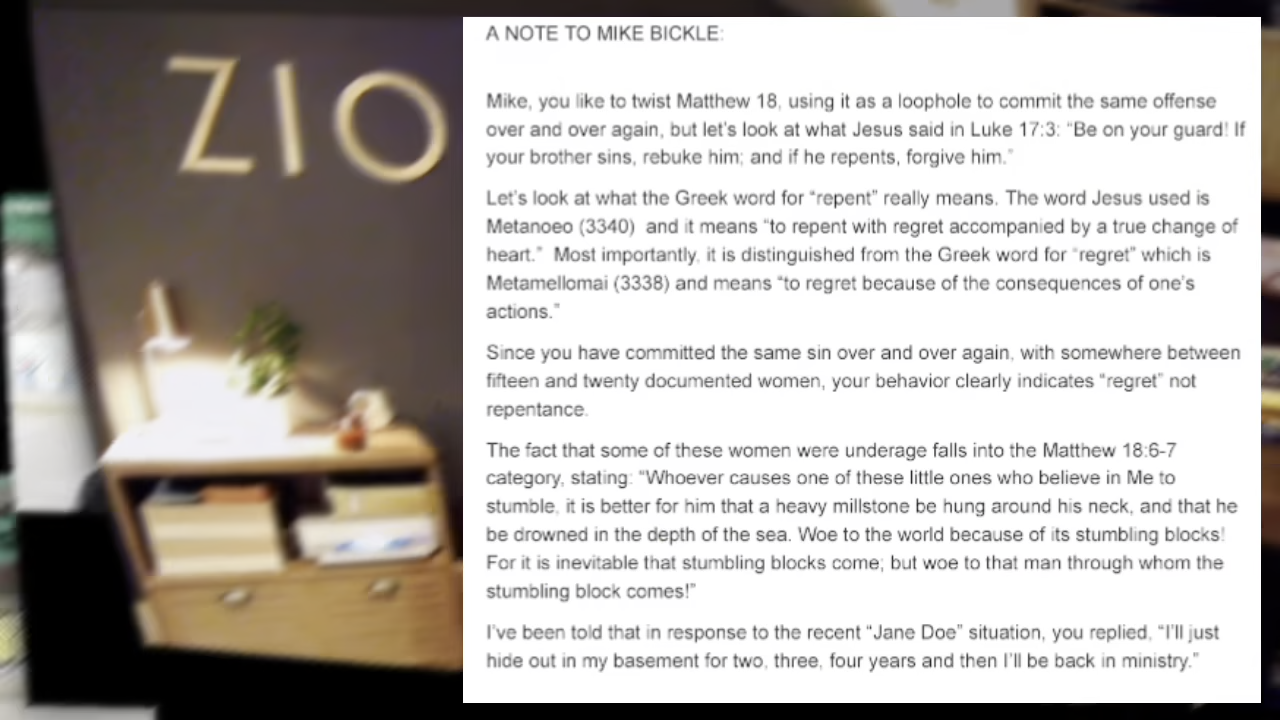 ZIO
A NOTE TO MIKE BICKLE:
Mike, you like to twist Matthew 18, using it as a loophole to commit the same offense
over and over again, but let's look at what Jesus said in Luke 17:3: “Be on your guard! If
your brother sins, rebuke him; and if he repents, forgive him.”
Let's look at what the Greek word for “repent” really means. The word Jesus used is
Metanoeo (3340)  and it means “to repent with regret accompanied by a true change of
heart.”  Most importantly, it is distinguished from the Greek word for “regret” which is
Metamellomai (3338) and means “to regret because of the consequences of one's
actions.”
Since you have committed the same sin over and over again, with somewhere between
fifteen and twenty documented women, your behavior clearly indicates “regret” not
repentance.
The fact that some of these women were underage falls into the Matthew 18:6-7
category, stating: “Whoever causes one of these little ones who believe in Me to
stumble, it is better for him that a heavy millstone be hung around his neck, and that he
be drowned in the depth of the sea. Woe to the world because of its stumbling blocks!
For it is inevitable that stumbling blocks come; but woe to that man through whom the
stumbling block comes!”
I've been told that in response to the recent “Jane Doe” situation, you replied, “I'll just
hide out in my basement for two, three, four years and then I'll be back in ministry.”